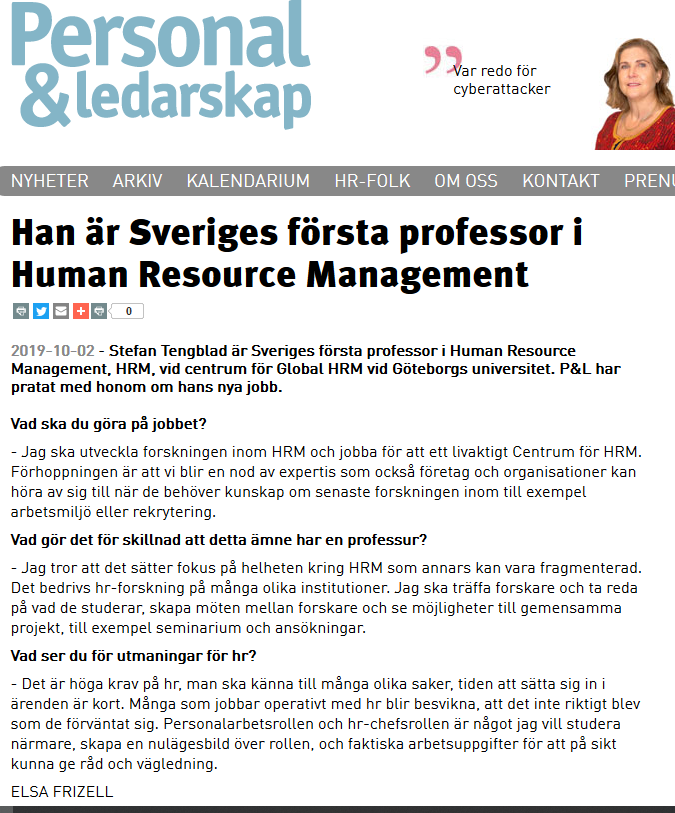 Personal
&ledarskap
”Var redo för
cyberattacker
NYHETER ARKIV KALENDARIUM HR-FOLK OM OSS KONTAKT PRENU
Han är Sveriges första professor i
Human Resource Management
0
2019-10-02 - Stefan Tengblad är Sveriges första professor i Human Resource
Management, HRM, vid centrum för Global HRM vid Göteborgs universitet. P&L har
pratat med honom om hans nya jobb.
Vad ska du göra på jobbet?
- Jag ska utveckla forskningen inom HRM och jobba för att ett livaktigt Centrum för HRM.
Förhoppningen är att vi blir en nod av expertis som också företag och organisationer kan
höra av sig till när de behöver kunskap om senaste forskningen inom till exempel
arbetsmiljö eller rekrytering.
Vad gör det för skillnad att detta ämne har en professur?
- Jag tror att det sätter fokus på helheten kring HRM som annars kan vara fragmenterad.
Det bedrivs hr-forskning på många olika institutioner. Jag ska träffa forskare och ta reda
på vad de studerar, skapa möten mellan forskare och se möjligheter till gemensamma
projekt, till exempel seminarium och ansökningar.
Vad ser du för utmaningar för hr?
- Det är höga krav på hr, man ska känna till många olika saker, tiden att sätta sig in i
ärenden är kort. Många som jobbar operativt med hr blir besvikna, att det inte riktigt blev
som de förväntat sig. Personalarbetsrollen och hr-chefsrollen är något jag vill studera
närmare, skapa en nulägesbild över rollen, och faktiska arbetsuppgifter för att på sikt
kunna ge råd och vägledning.
ELSA FRIZELL